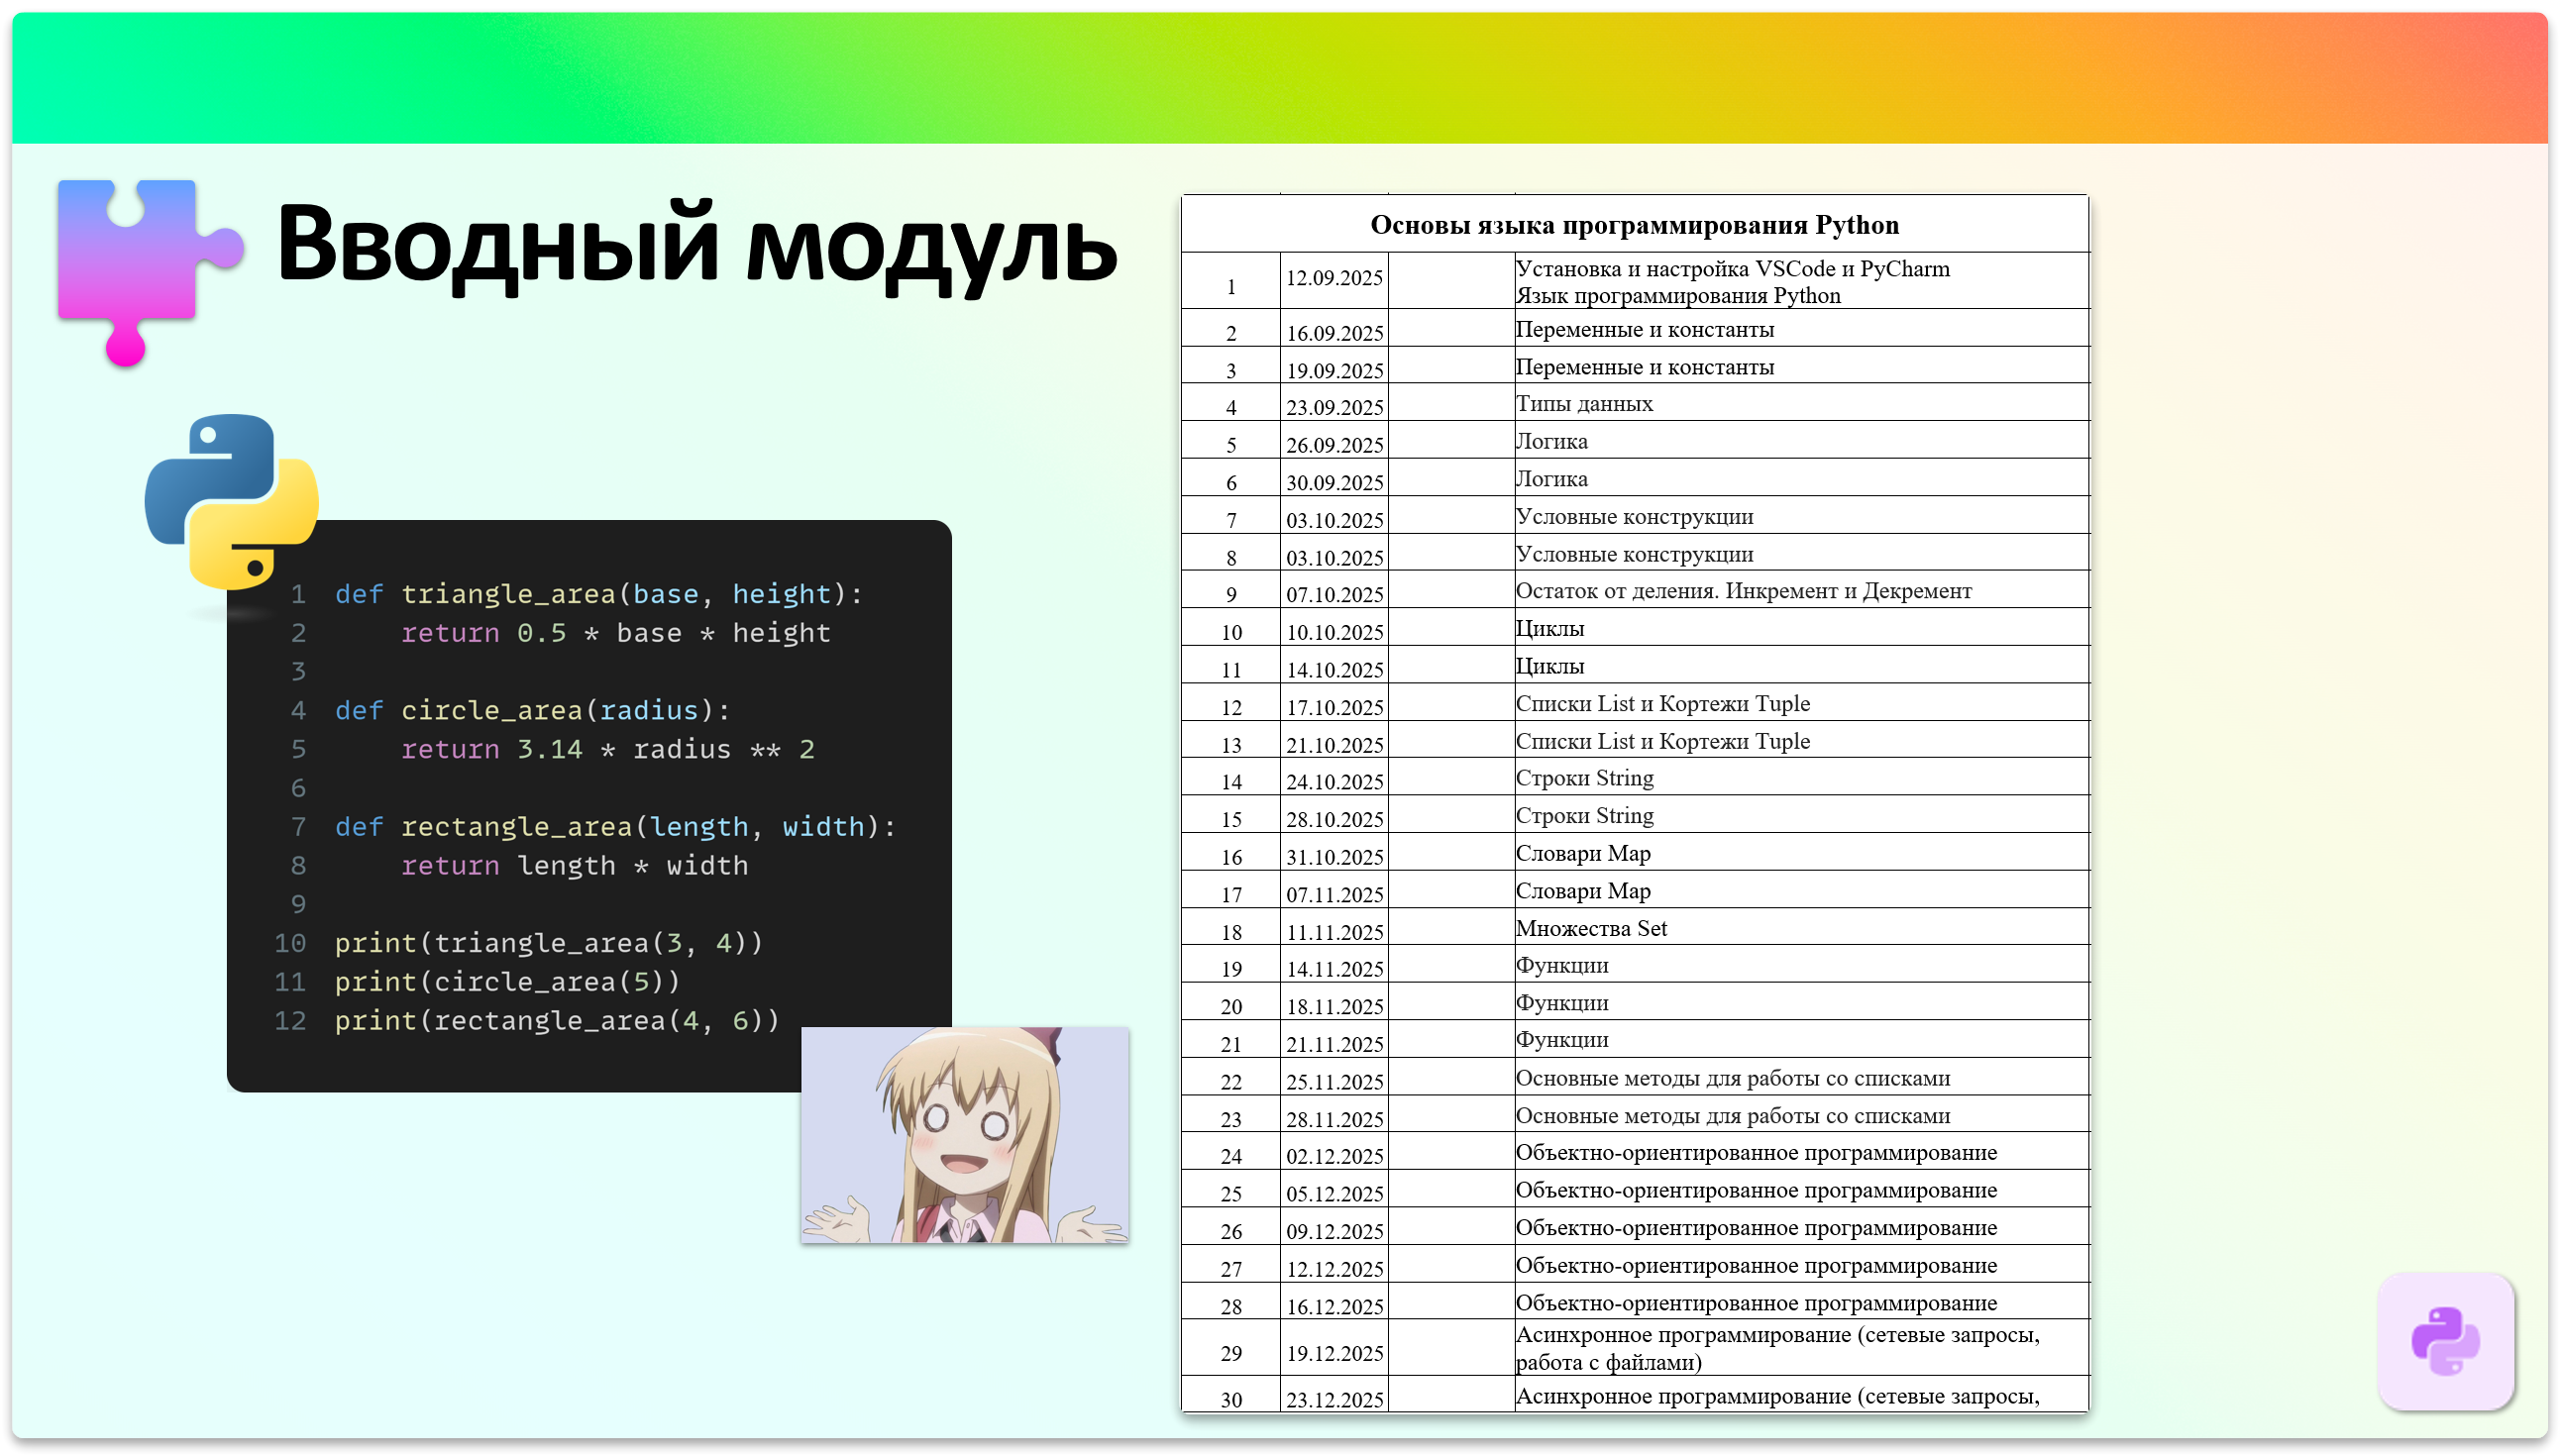 Вводный модуль
1 def triangle_area(base, height):
2     return 0.5 * base * height
3
4 def circle_area(radius):
5     return 3.14 * radius ** 2
6
7 def rectangle_area(length, width):
8     return length * width
9
10 print(triangle_area(3, 4))
11 print(circle_area(5))
12 print(rectangle_area(4, 6))
Основы языка программирования Python
1 12.09.2025 Установка и настройка VSCode и PyCharm
Язык программирования Python
2 16.09.2025 Переменные и константы
3 19.09.2025 Переменные и константы
4 23.09.2025 Типы данных
5 26.09.2025 Логика
6 30.09.2025 Логика
7 03.10.2025 Условные конструкции
8 03.10.2025 Условные конструкции
9 07.10.2025 Остаток от деления. Инкремент и Декремент
10 10.10.2025 Циклы
11 14.10.2025 Циклы
12 17.10.2025 Списки List и Кортежи Tuple
13 21.10.2025 Списки List и Кортежи Tuple
14 24.10.2025 Строки String
15 28.10.2025 Строки String
16 31.10.2025 Словари Map
17 07.11.2025 Словари Map
18 11.11.2025 Множества Set
19 14.11.2025 Функции
20 18.11.2025 Функции
21 21.11.2025 Функции
22 25.11.2025 Основные методы для работы со списками
23 28.11.2025 Основные методы для работы со списками
24 02.12.2025 Объектно-ориентированное программирование
25 05.12.2025 Объектно-ориентированное программирование
26 09.12.2025 Объектно-ориентированное программирование
27 12.12.2025 Объектно-ориентированное программирование
28 16.12.2025 Объектно-ориентированное программирование
29 19.12.2025 Асинхронное программирование (сетевые запросы,
работа с файлами)
30 23.12.2025 Асинхронное программирование (сетевые запросы,